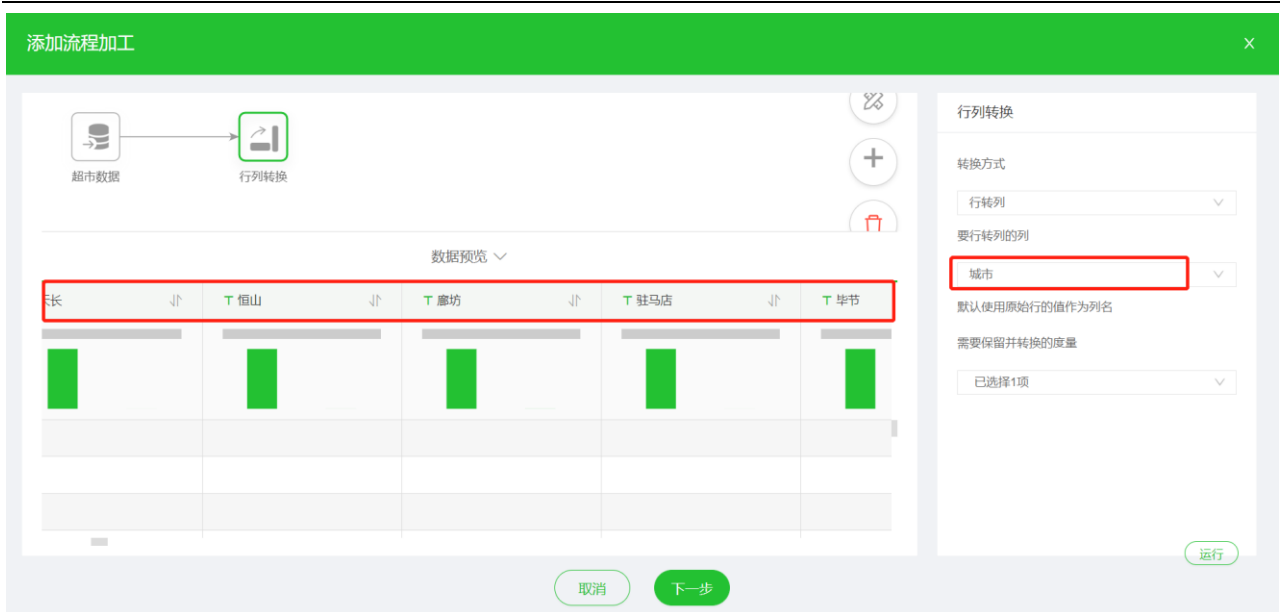 添加流程加工
X
超市数据
行列转换
数据预览
天长
T 恒山
T 廊坊
T 驻马店
T 毕节
行列转换
转换方式
行转列
要行转列的列
城市
默认使用原始行的值作为列名
需要保留并转换的度量
已选择1项
运行
取消
下一步